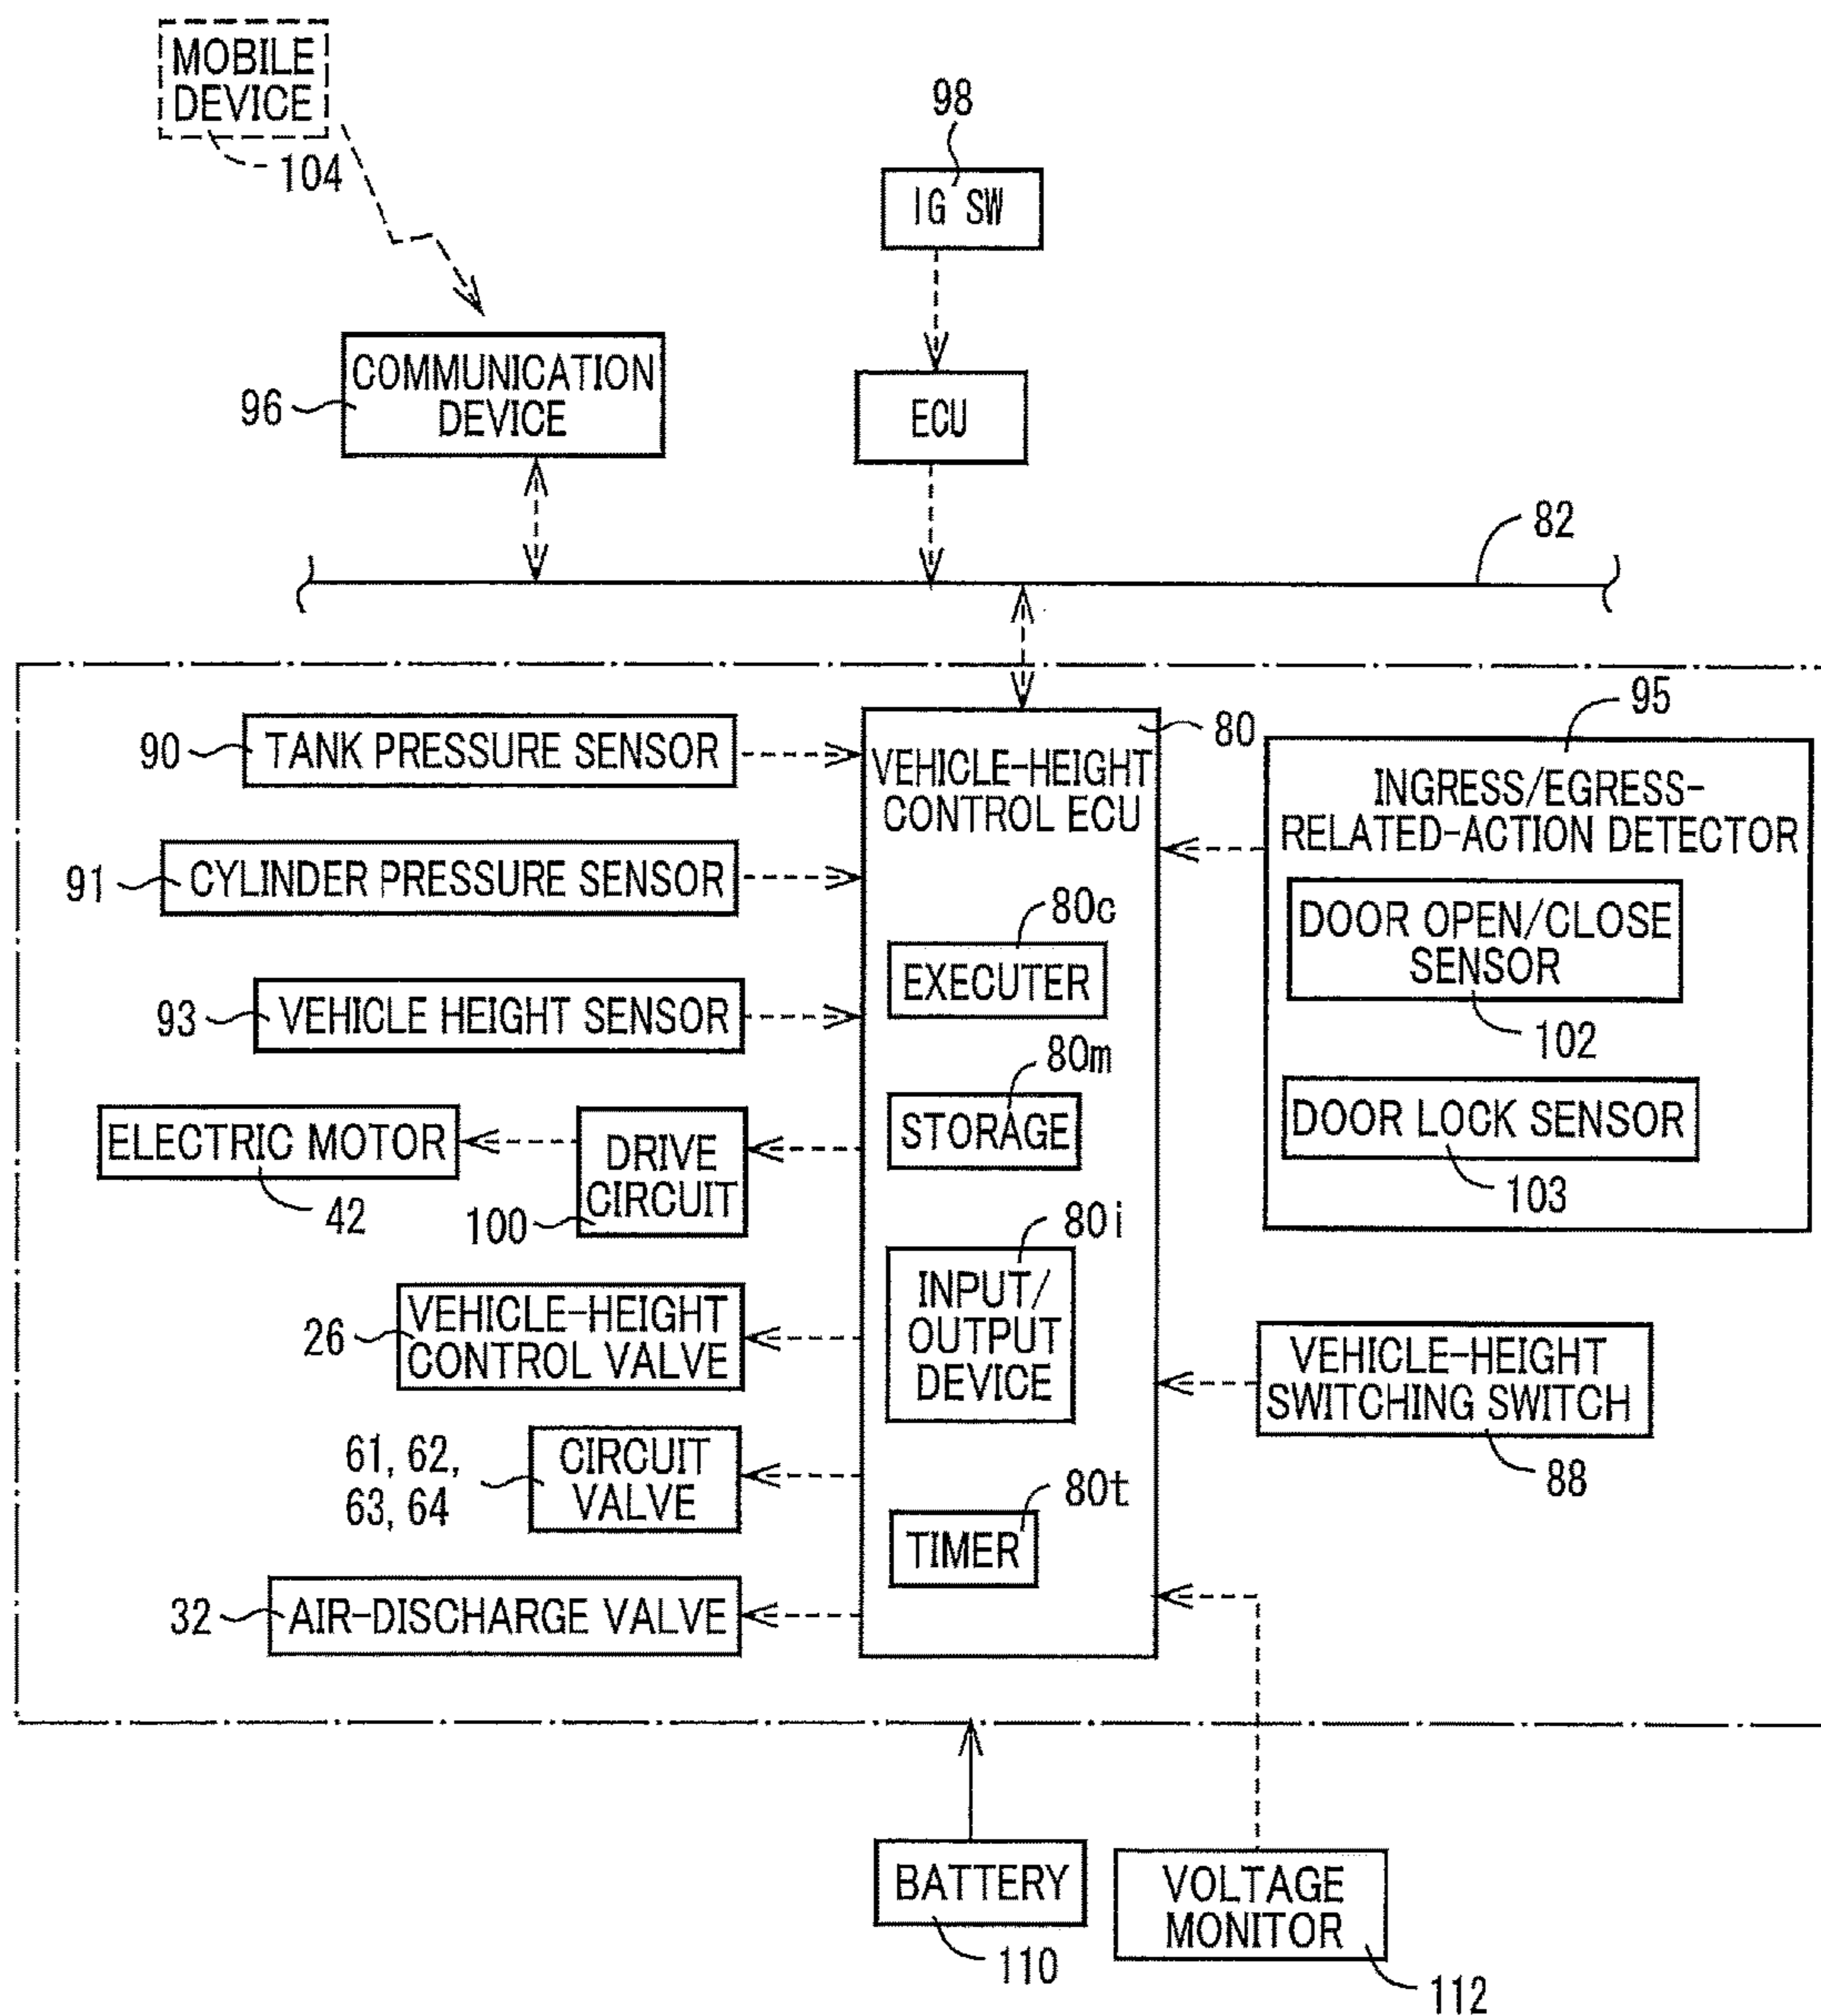 MOBILE
DEVICE
104
98
IG SW
COMMUNICATION
DEVICE
96
ECU
82
95
90
TANK PRESSURE SENSOR
80
VEHICLE-HEIGHT
CONTROL ECU
INGRESS/EGRESS-
RELATED-ACTION DETECTOR
91
CYLINDER PRESSURE SENSOR
80c
EXECUTER
DOOR OPEN/CLOSE
SENSOR
102
93
VEHICLE HEIGHT SENSOR
80m
STORAGE
DOOR LOCK SENSOR
103
ELECTRIC MOTOR
42
DRIVE
CIRCUIT
100
80i
INPUT/
OUTPUT
DEVICE
26
VEHICLE-HEIGHT
CONTROL VALVE
VEHICLE-HEIGHT
SWITCHING SWITCH
88
61, 62,
63, 64
CIRCUIT
VALVE
80t
TIMER
32
AIR-DISCHARGE VALVE
BATTERY
110
VOLTAGE
MONITOR
112